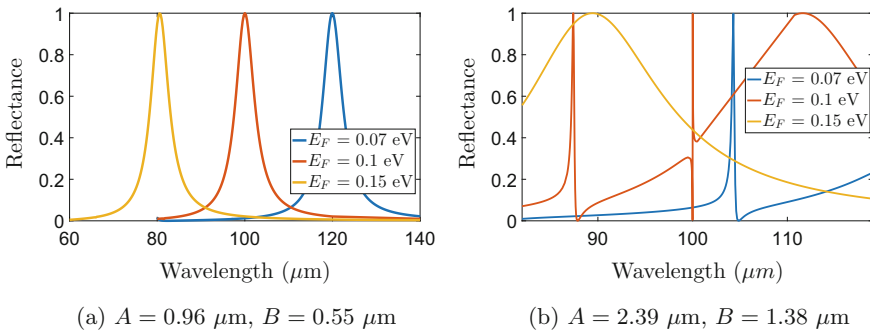 1
0.8
0.6
0.4
0.2
0
Reflectance
60 80 100 120 140
Wavelength (μm)
E_F = 0.07 eV
E_F = 0.1 eV
E_F = 0.15 eV
(a) A = 0.96 μm, B = 0.55 μm
1
0.8
0.6
0.4
0.2
0
Reflectance
90 100 110
Wavelength (μm)
E_F = 0.07 eV
E_F = 0.1 eV
E_F = 0.15 eV
(b) A = 2.39 μm, B = 1.38 μm